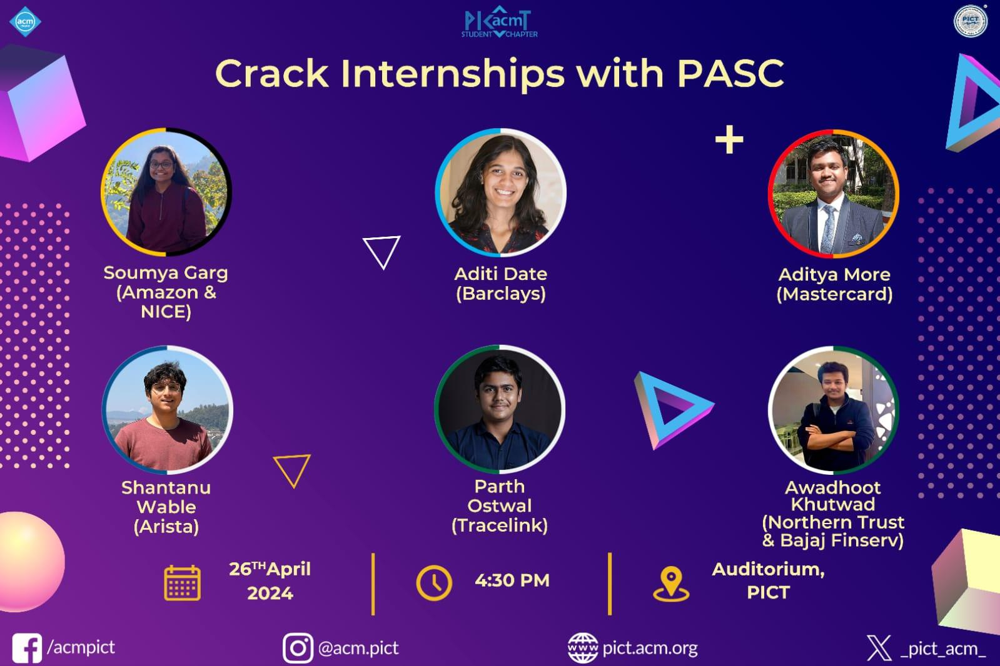 acm
PICT acm
STUDENT CHAPTER
PICT
Crack Internships with PASC
Soumya Garg
(Amazon &
NICE)
Aditi Date
(Barclays)
Aditya More
(Mastercard)
Shantanu
Wable
(Arista)
Parth
Ostwal
(Tracelink)
Awadhoot
Khutwad
(Northern Trust
& Bajaj Finserv)
26THApril
2024
4:30 PM
Auditorium,
PICT
/acmpict
@acm.pict
www pict.acm.org
_pict_acm_